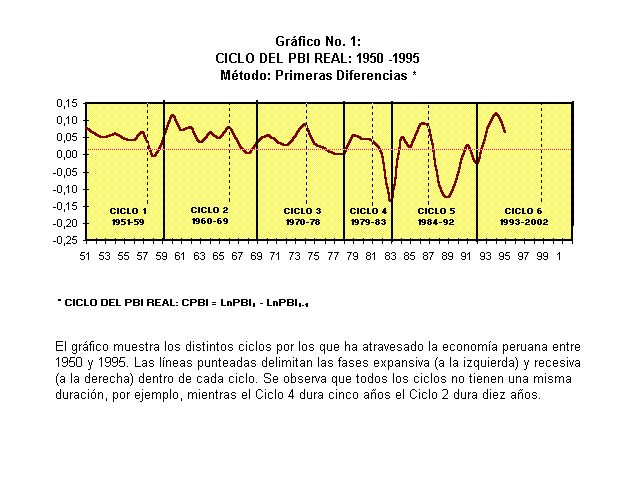 Gráfico No. 1:
CICLO DEL PBI REAL: 1950 -1995
Método: Primeras Diferencias *
0,15
0,10
0,05
0,00
-0,05
-0,10
-0,15
-0,20
-0,25
CICLO 1
1951-59
CICLO 2
1960-69
CICLO 3
1970-78
CICLO 4
1979-83
CICLO 5
1984-92
CICLO 6
1993-2002
51 53 55 57 59 61 63 65 67 69 71 73 75 77 79 81 83 85 87 89 91 93 95 97 99 1
* CICLO DEL PBI REAL: CPBI = LnPBIt - LnPBIt-1
El gráfico muestra los distintos ciclos por los que ha atravesado la economía peruana entre
1950 y 1995. Las líneas punteadas delimitan las fases expansiva (a la izquierda) y recesiva
(a la derecha) dentro de cada ciclo. Se observa que todos los ciclos no tienen una misma
duración, por ejemplo, mientras el Ciclo 4 dura cinco años el Ciclo 2 dura diez años.